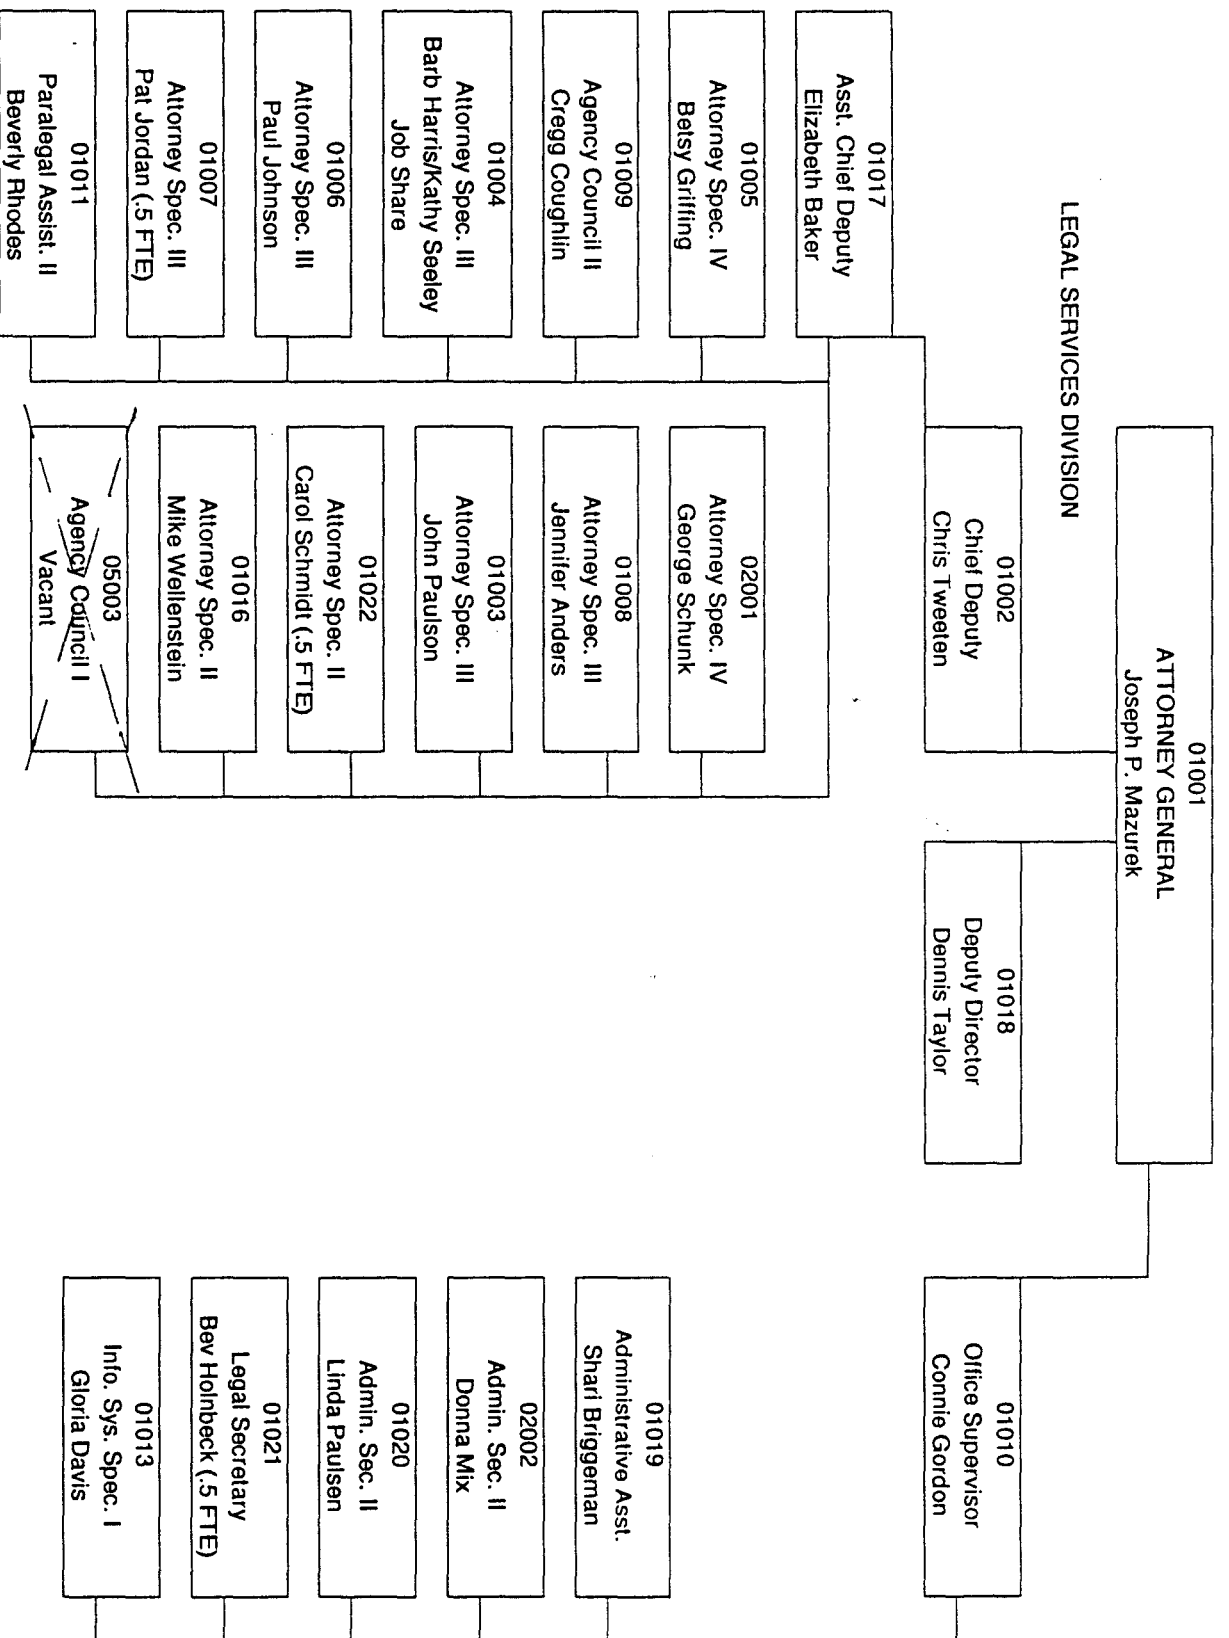 LEGAL SERVICES DIVISION
01001
ATTORNEY GENERAL
Joseph P. Mazurek
01002
Chief Deputy
Chris Tweeten
01018
Deputy Director
Dennis Taylor
01010
Office Supervisor
Connie Gordon
01017
Asst. Chief Deputy
Elizabeth Baker
01005
Attorney Spec. IV
Betsy Griffing
01009
Agency Council II
Cregg Coughlin
01004
Attorney Spec. III
Barb Harris/Kathy Seeley
Job Share
01006
Attorney Spec. III
Paul Johnson
01007
Attorney Spec. III
Pat Jordan (.5 FTE)
01011
Paralegal Assist. II
Beverly Rhodes
02001
Attorney Spec. IV
George Schunk
01008
Attorney Spec. III
Jennifer Anders
01003
Attorney Spec. III
John Paulson
01022
Attorney Spec. II
Carol Schmidt (.5 FTE)
01016
Attorney Spec. II
Mike Wellenstein
05003
Agency Council I
Vacant
01019
Administrative Asst.
Shari Briggeman
02002
Admin. Sec. II
Donna Mix
01020
Admin. Sec. II
Linda Paulsen
01021
Legal Secretary
Bev Holnbeck (.5 FTE)
01013
Info. Sys. Spec. I
Gloria Davis